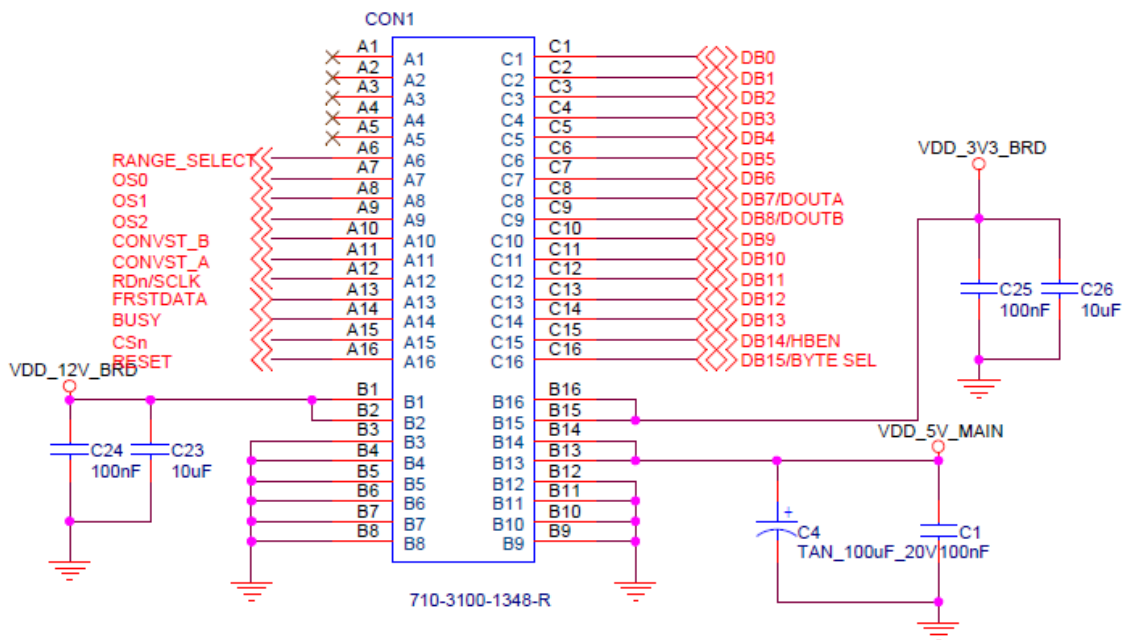 CON1
A1 A1 C1 C1 DB0
A2 A2 C2 C2 DB1
A3 A3 C3 C3 DB2
A4 A4 C4 C4 DB3
A5 A5 C5 C5 DB4
RANGE_SELECT A6 A6 C6 C6 DB5
OS0 A7 A7 C7 C7 DB6
OS1 A8 A8 C8 C8 DB7/DOUTA
OS2 A9 A9 C9 C9 DB8/DOUTB
CONVST_B A10 A10 C10 C10 DB9
CONVST_A A11 A11 C11 C11 DB10
RDn/SCLK A12 A12 C12 C12 DB11
FRSTDATA A13 A13 C13 C13 DB12
BUSY A14 A14 C14 C14 DB13
CSn A15 A15 C15 C15 DB14/HBEN
RESET A16 A16 C16 C16 DB15/BYTE SEL
VDD_12V_BRD
B1 B1 B16 B16
B2 B2 B15 B15
B3 B3 B14 B14
B4 B4 B13 B13
B5 B5 B12 B12
B6 B6 B11 B11
B7 B7 B10 B10
B8 B8 B9 B9
C24
100nF
C23
10uF
VDD_3V3_BRD
C25
100nF
C26
10uF
VDD_5V_MAIN
+
C4
TAN_100uF_20V
C1
100nF
710-3100-1348-R